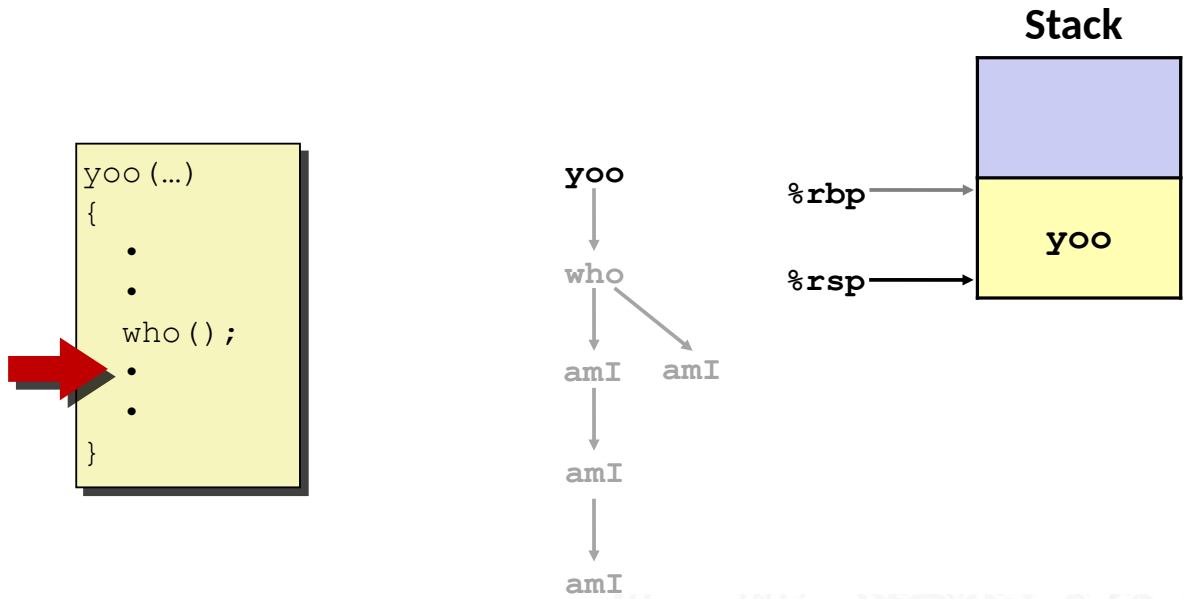 Stack
yoo(…)
{
•
•
who();
•
•
}
yoo
who
amI amI
amI
amI
%rbp
yoo
%rsp